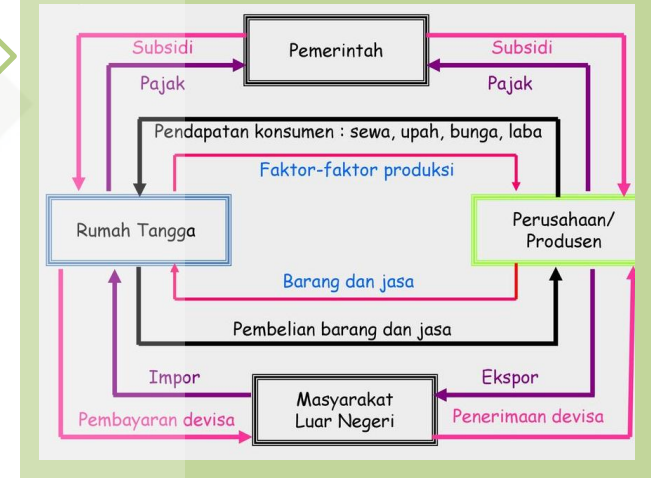 Subsidi
Pemerintah
Subsidi
Pajak
Pajak
Pendapatan konsumen : sewa, upah, bunga, laba
Faktor-faktor produksi
Rumah Tangga
Perusahaan/
Produsen
Barang dan jasa
Pembelian barang dan jasa
Impor
Ekspor
Masyarakat
Luar Negeri
Pembayaran devisa
Penerimaan devisa